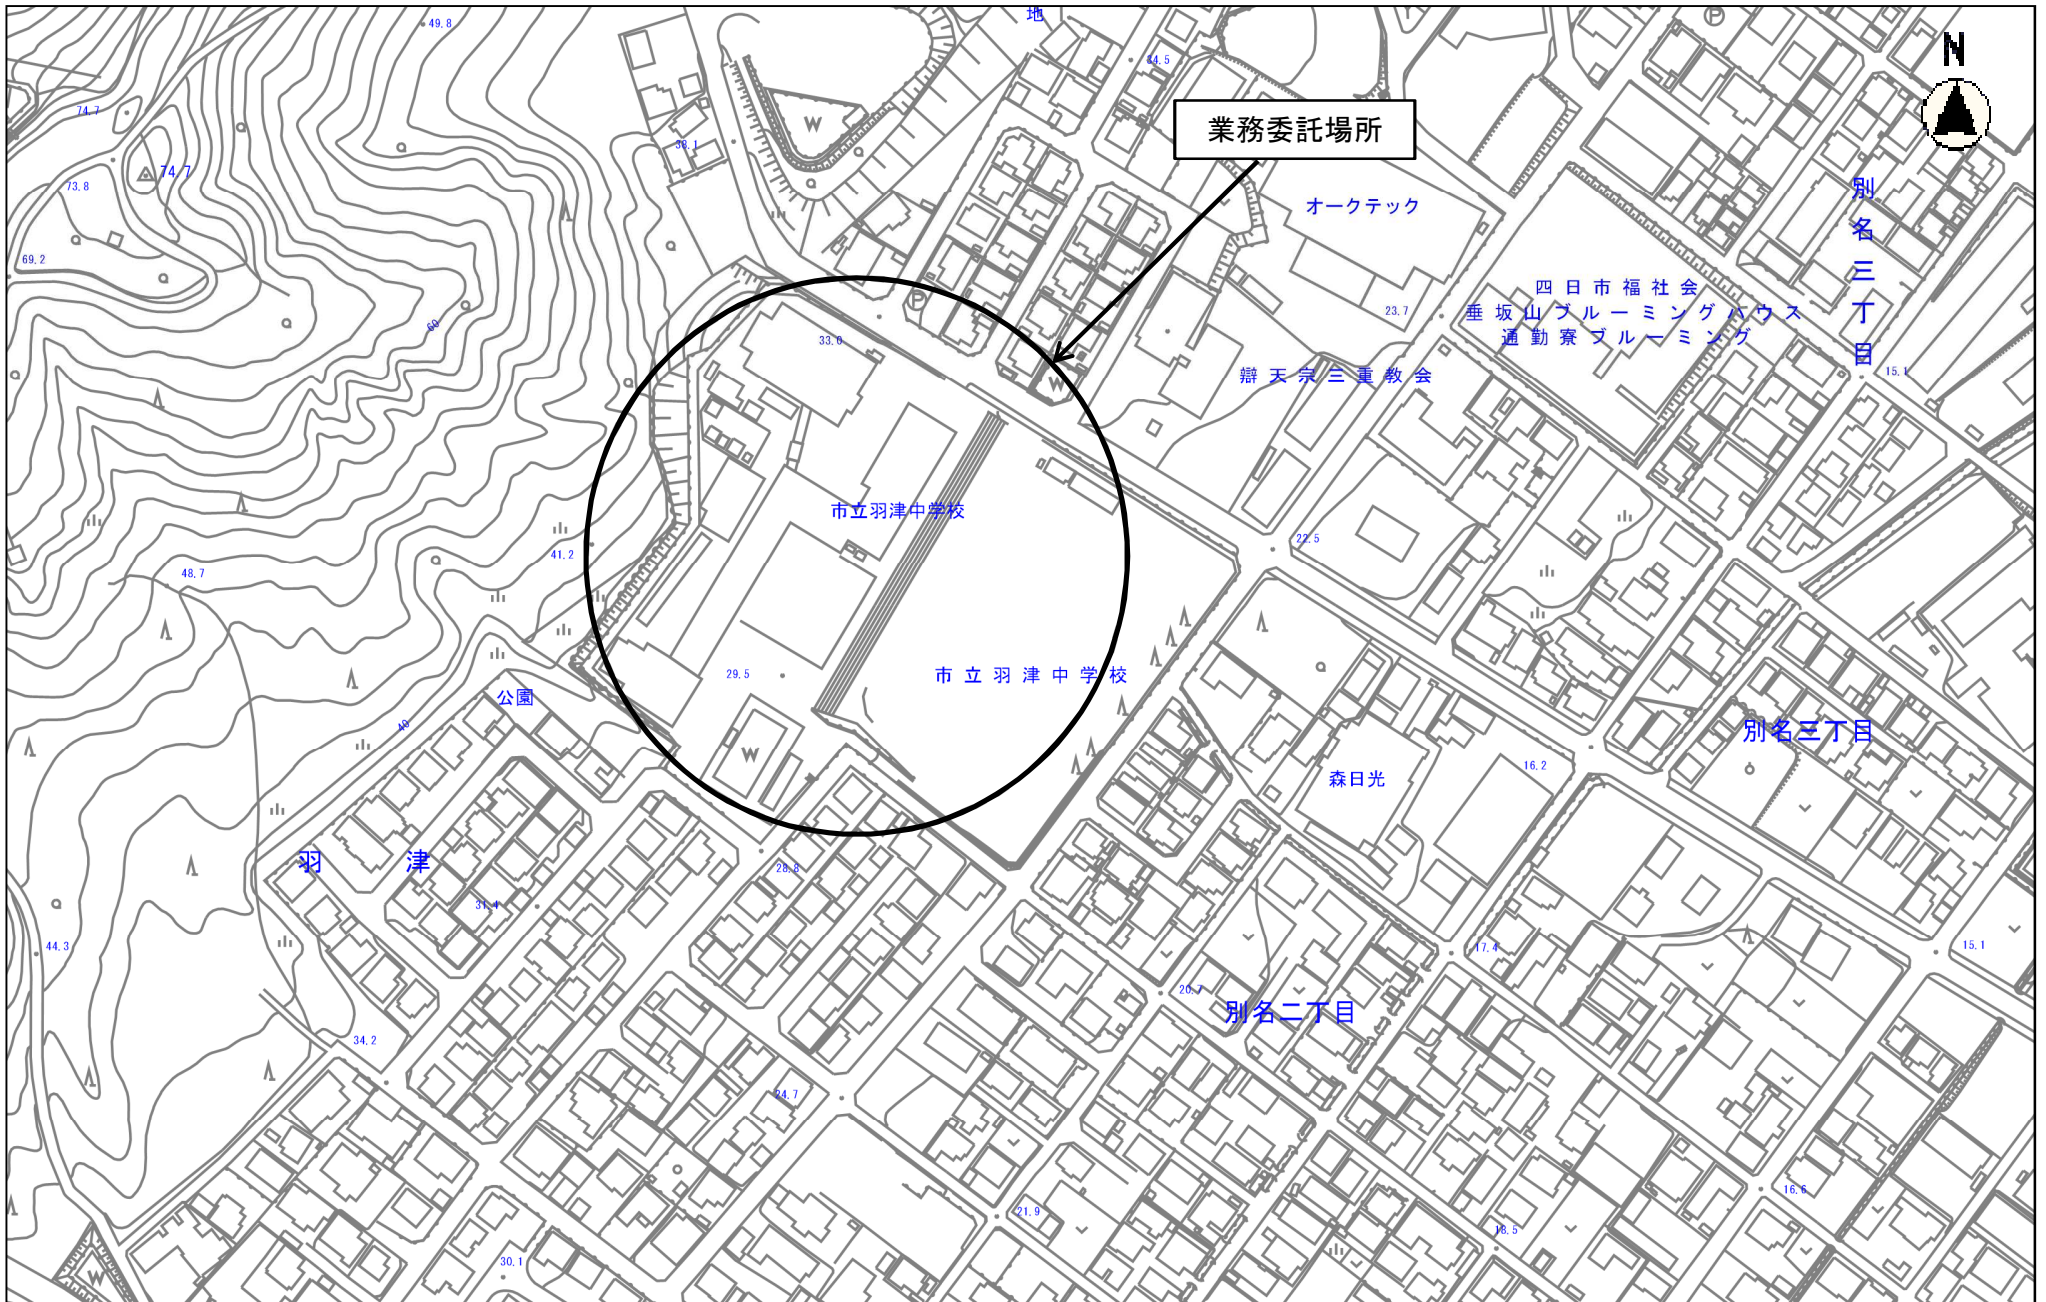 地
49.8
N
34.5
74.7
業務委託場所
W
38.1
74.7
73.8
別名三丁目
オークテック
69.2
四日市福祉会
垂坂山ブルーミングハウス
通勤寮ブルーミング
P
P
23.7
60
33.0
辯天宗三重教会
15.1
W
市立羽津中学校
22.5
41.2
48.7
29.5
市立羽津中学校
公園
40
別名三丁目
W
16.2
森日光
羽津
28.8
31.4
44.3
17.4
15.1
20.7
別名二丁目
34.2
24.7
16.6
21.9
18.5
30.1
W